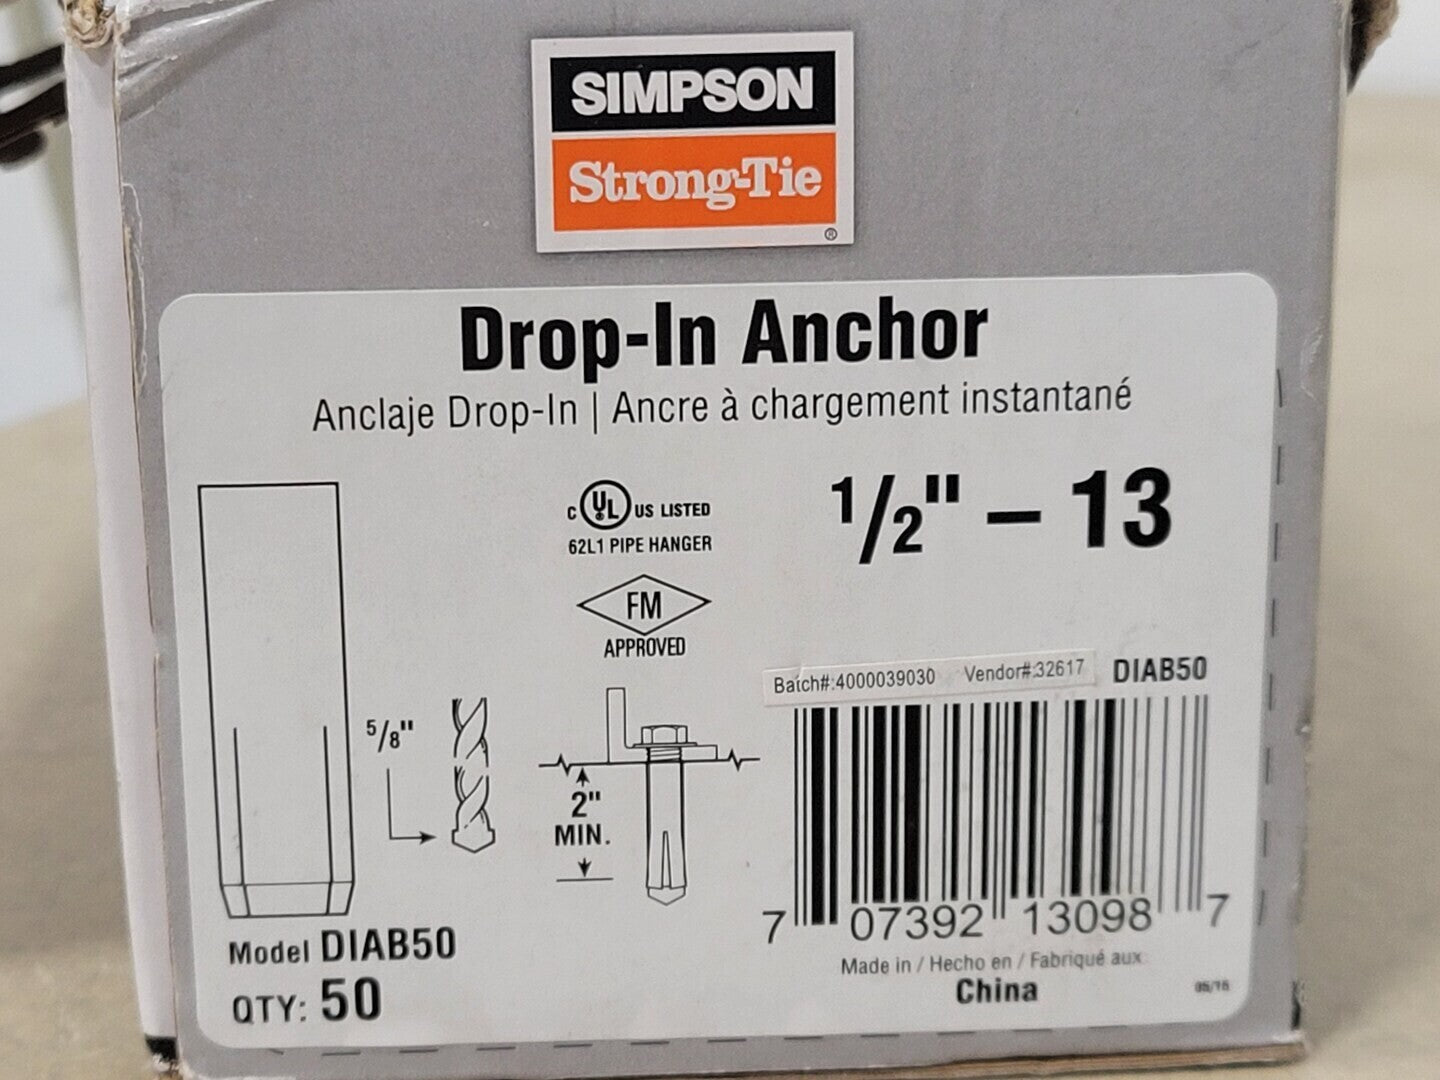 SIMPSON
Strong-Tie
®
Drop-In Anchor
Anclaje Drop-In | Ancre à chargement instantané
c UL US LISTED
62L1 PIPE HANGER
FM
APPROVED
1/2" – 13
5/8"
2"
MIN.
Batch#:4000039030 Vendor#:32617
DIAB50
7 07392 13098 7
Model DIAB50
QTY: 50
Made in / Hecho en / Fabriqué aux
China